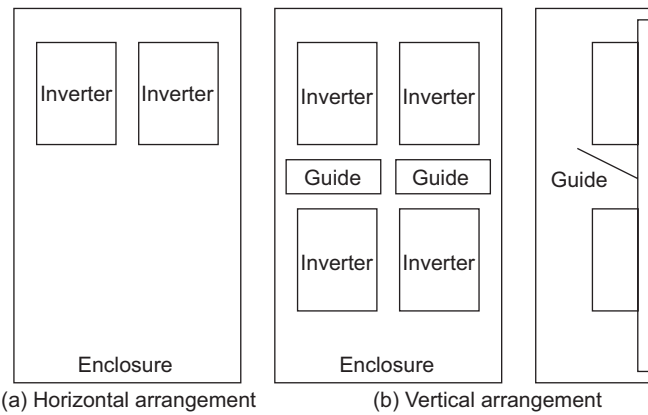 Inverter Inverter
Enclosure
(a) Horizontal arrangement
Inverter Inverter
Guide Guide
Inverter Inverter
Enclosure
Guide
(b) Vertical arrangement